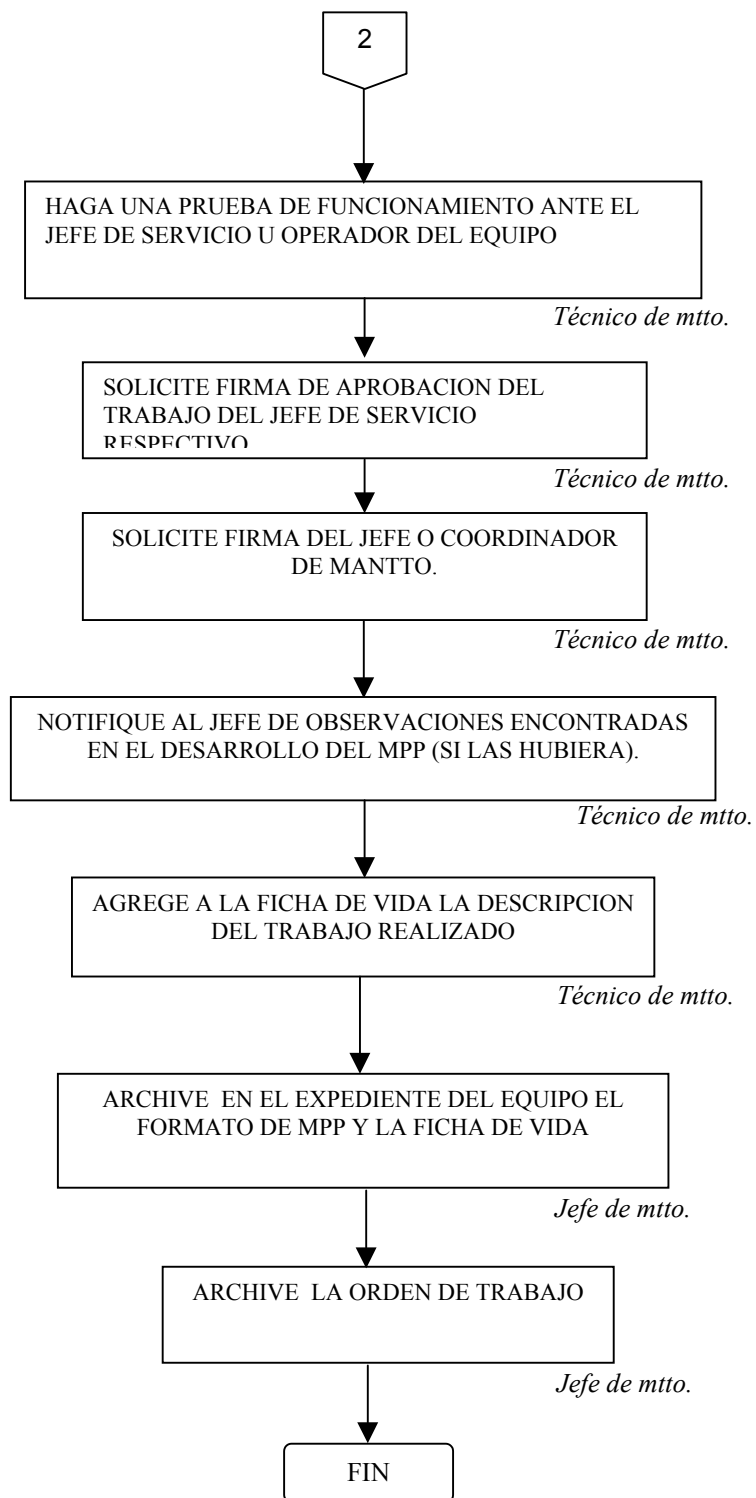 2
HAGA UNA PRUEBA DE FUNCIONAMIENTO ANTE EL
JEFE DE SERVICIO U OPERADOR DEL EQUIPO
Técnico de mtto.
SOLICITE FIRMA DE APROBACION DEL
TRABAJO DEL JEFE DE SERVICIO
RESPECTIVO
Técnico de mtto.
SOLICITE FIRMA DEL JEFE O COORDINADOR
DE MANTTO.
Técnico de mtto.
NOTIFIQUE AL JEFE DE OBSERVACIONES ENCONTRADAS
EN EL DESARROLLO DEL MPP (SI LAS HUBIERA).
Técnico de mtto.
AGREGE A LA FICHA DE VIDA LA DESCRIPCION
DEL TRABAJO REALIZADO
Técnico de mtto.
ARCHIVE EN EL EXPEDIENTE DEL EQUIPO EL
FORMATO DE MPP Y LA FICHA DE VIDA
Jefe de mtto.
ARCHIVE LA ORDEN DE TRABAJO
Jefe de mtto.
FIN